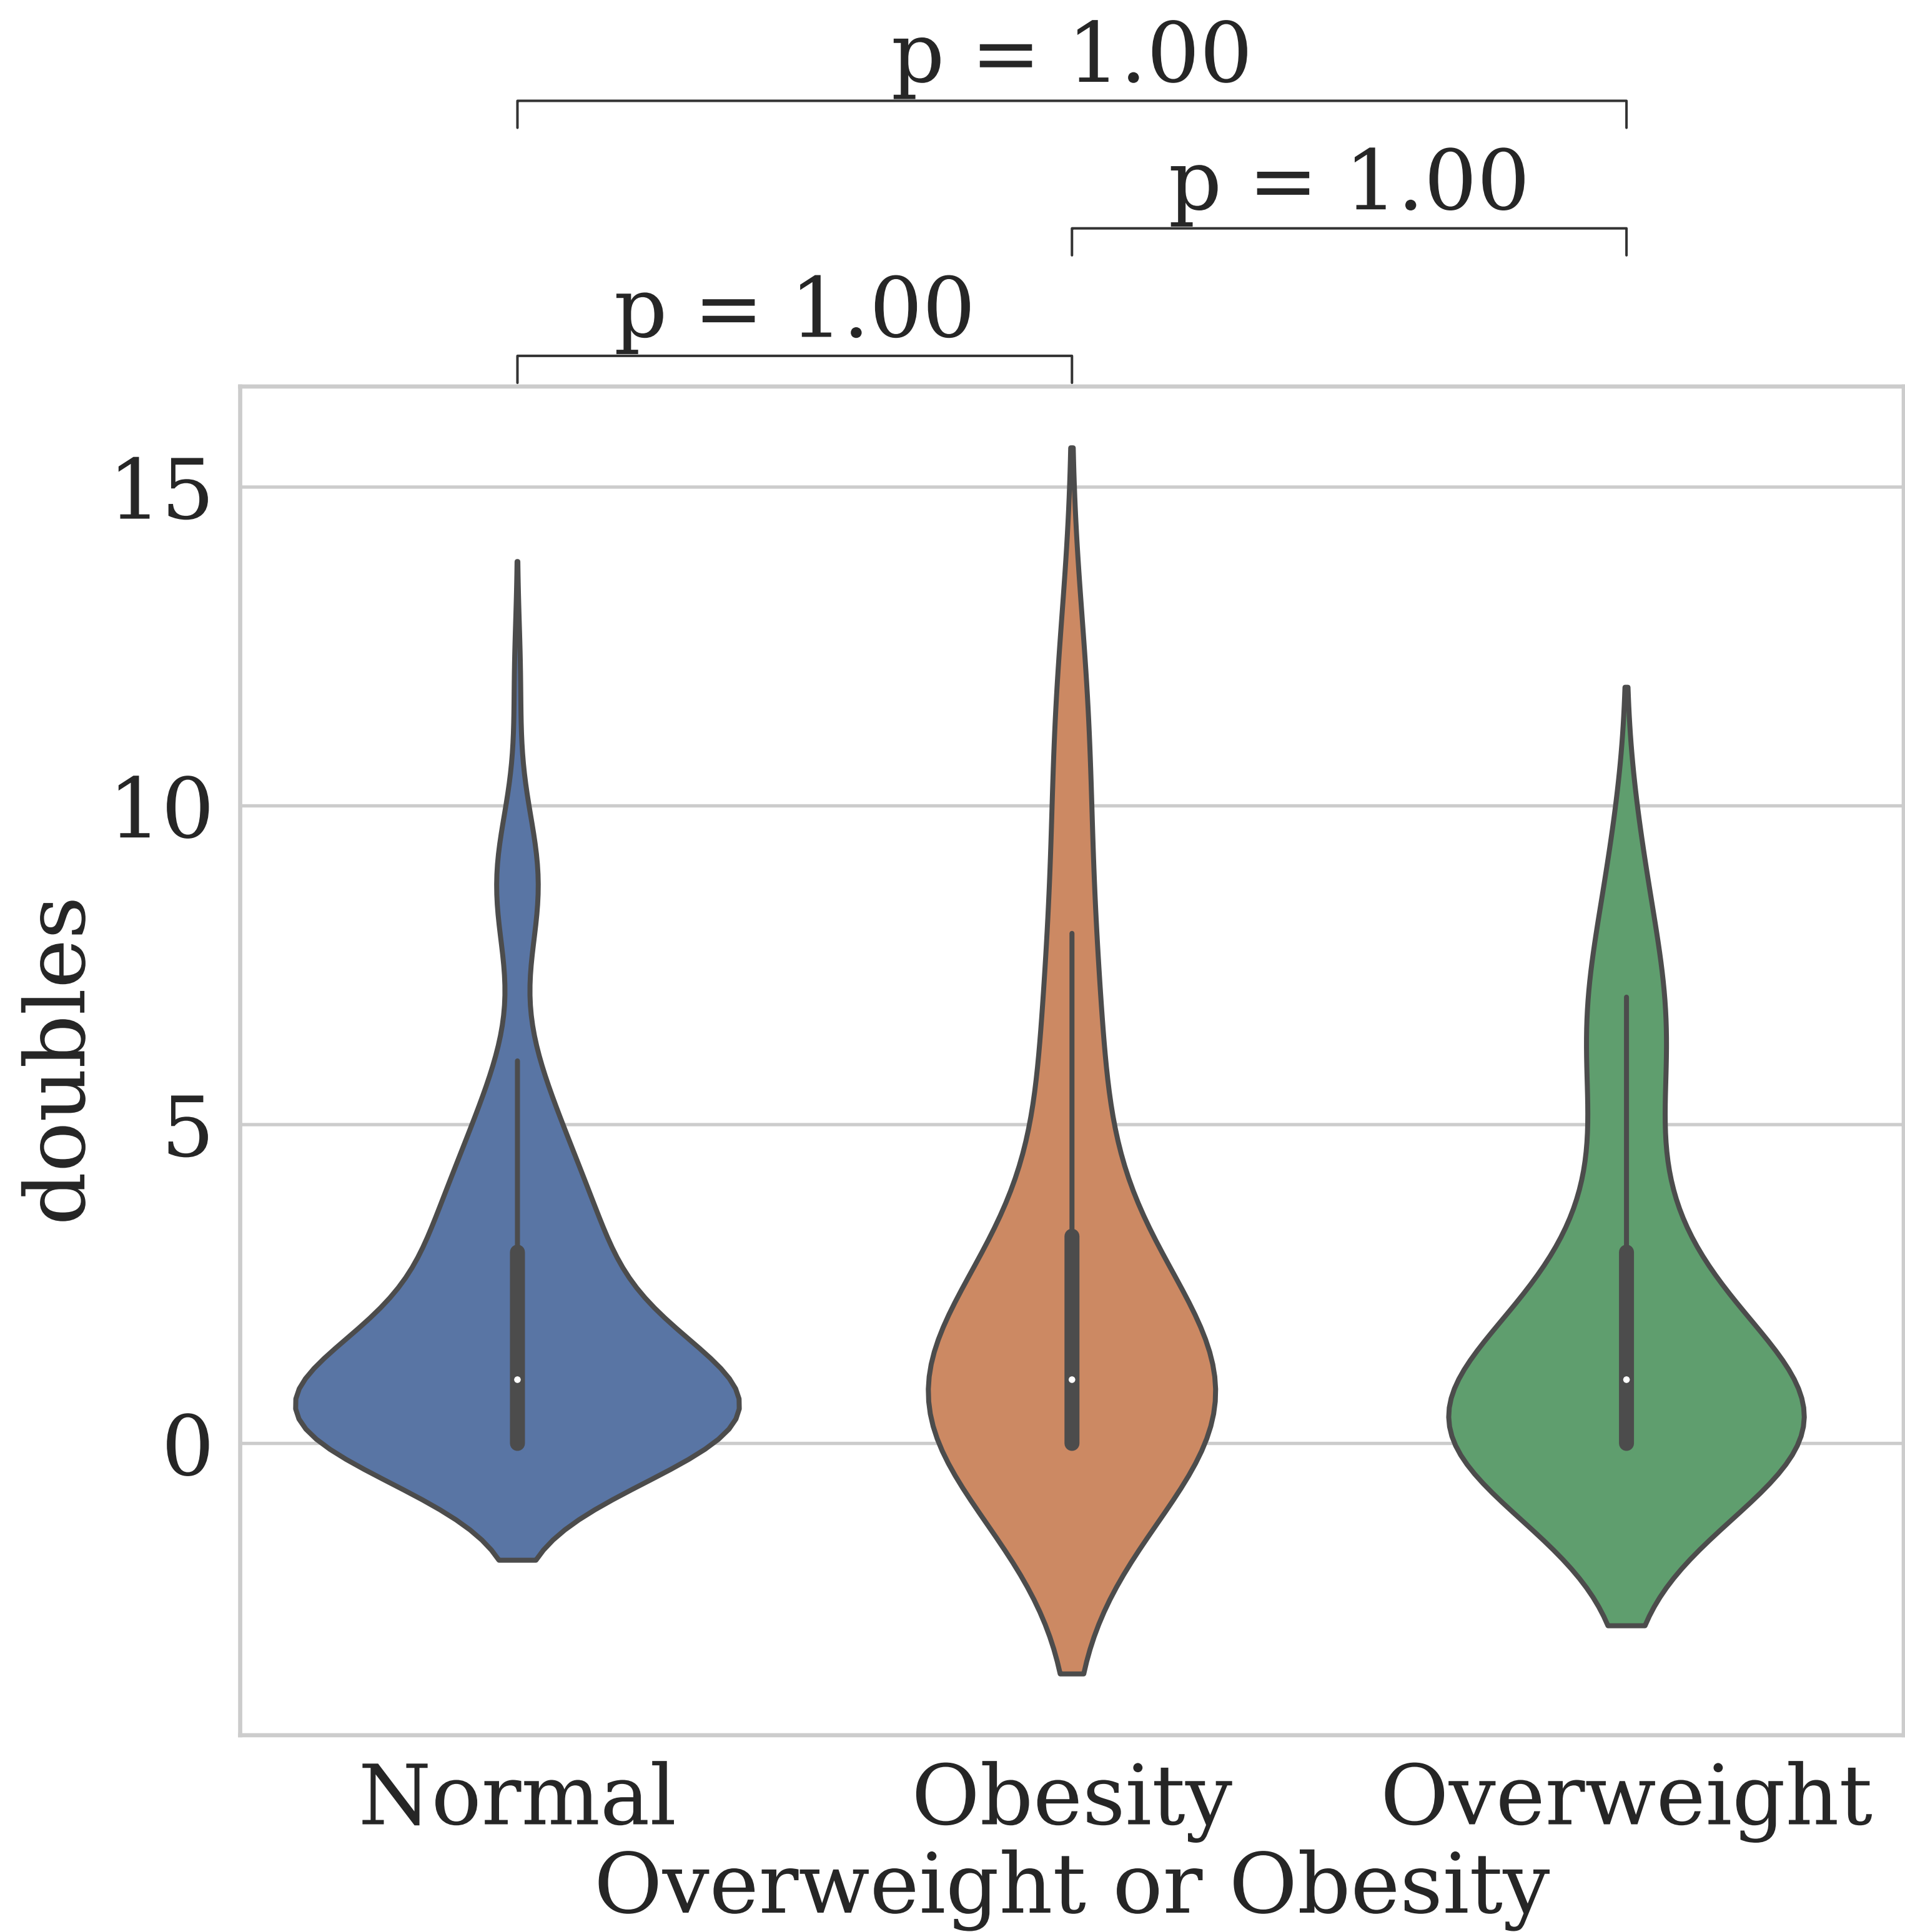 p = 1.00
p = 1.00
p = 1.00
15
10
5
0
doubles
Normal Obesity Overweight
Overweight or Obesity